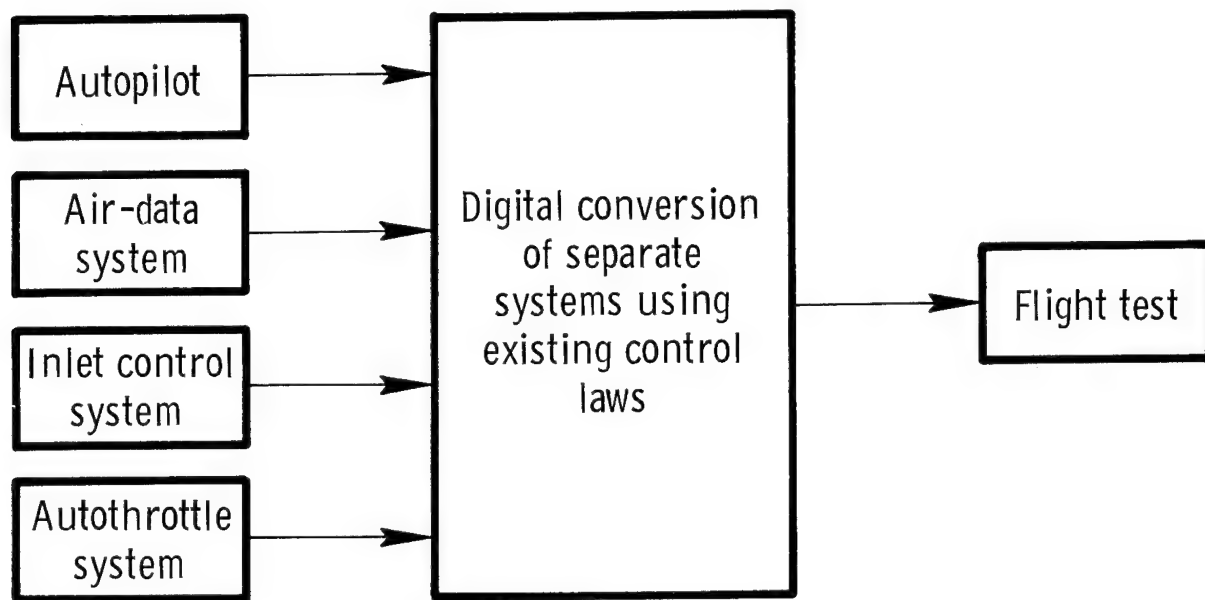 Autopilot
Air-data
system
Inlet control
system
Autothrottle
system
Digital conversion
of separate
systems using
existing control
laws
Flight test